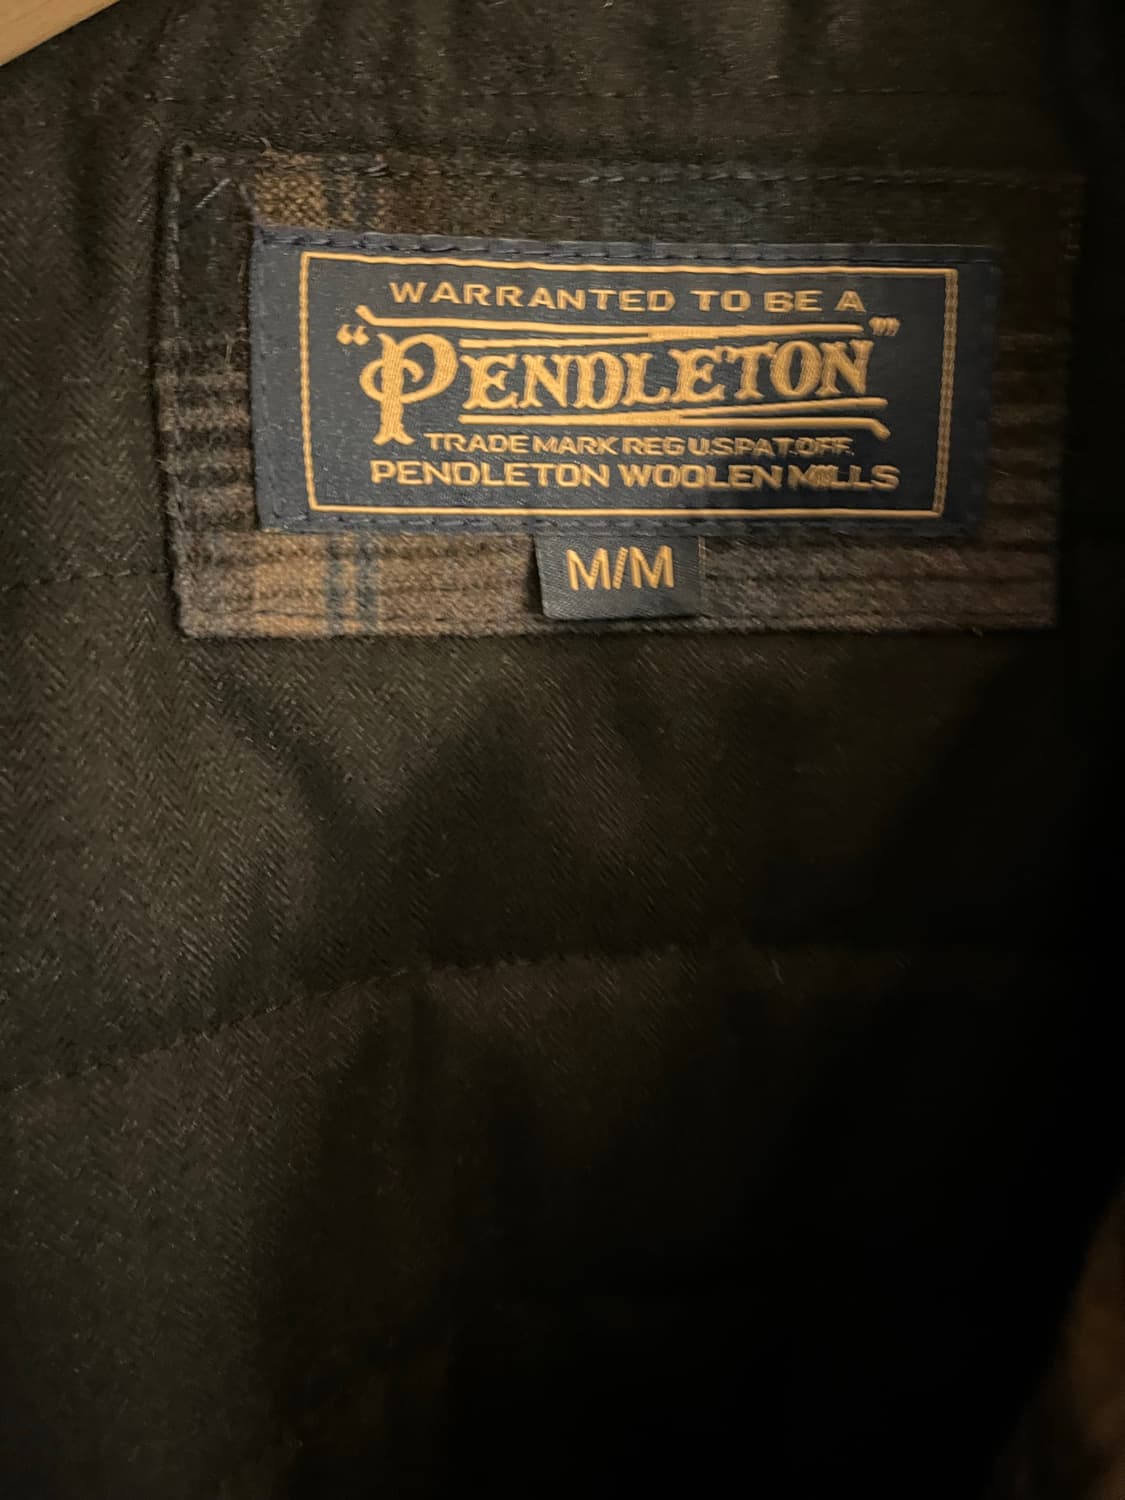 WARRANTED TO BE A
"PENDLETON"
TRADE MARK REG U.S. PAT. OFF.
PENDLETON WOOLEN MILLS
M/M